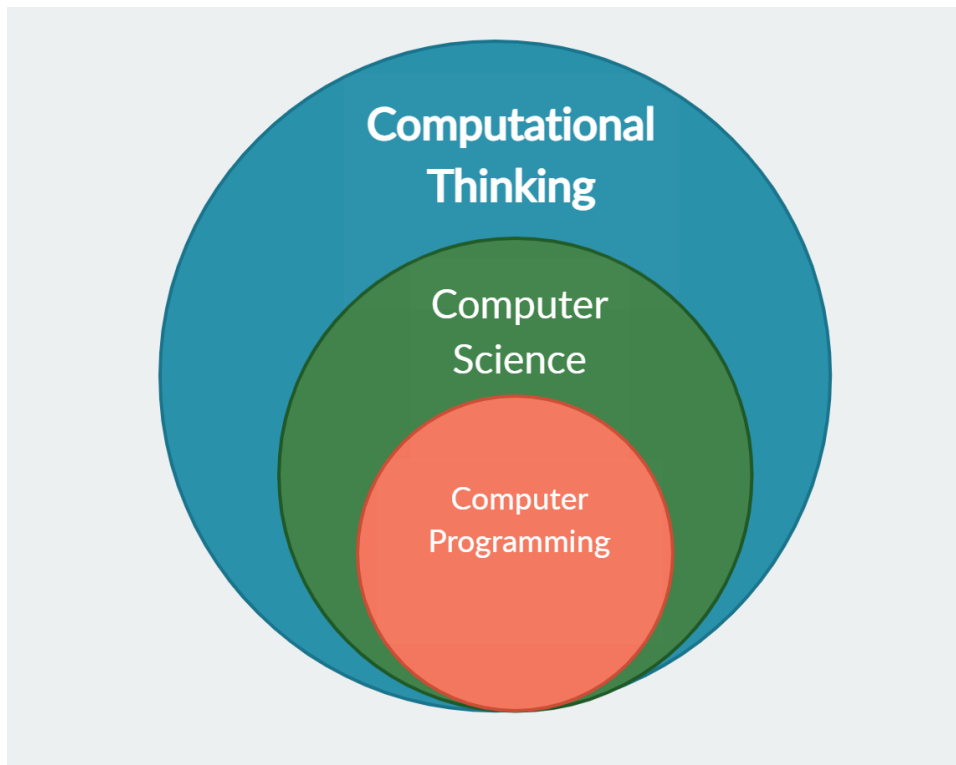 Computational
Thinking
Computer
Science
Computer
Programming